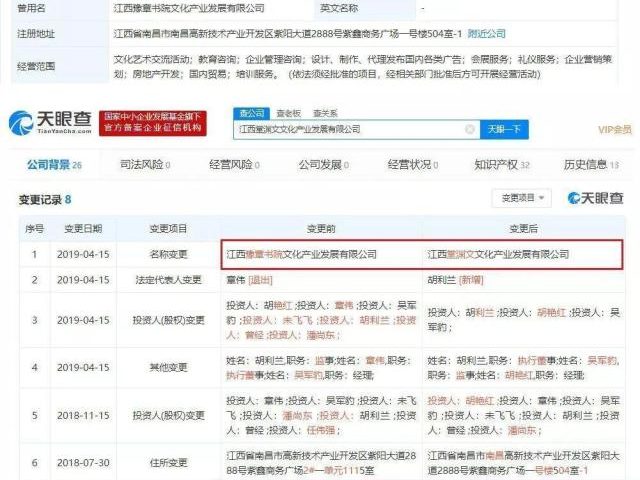 曾用名 江西豫章书院文化产业发展有限公司 英文名称 -
注册地址 江西省南昌市南昌高新技术产业开发区紫阳大道2888号紫鑫商务广场一号楼504室-1 附近公司
经营范围 文化艺术交流活动；教育咨询；企业管理咨询；设计、制作、代理发布国内各类广告；会展服务；礼仪服务；企业营销策
划；房地产开发；国内贸易；培训服务。（依法须经批准的项目，经相关部门批准后方可开展经营活动）
天眼查
TianYanCha.com
国家中小企业发展基金旗下
官方备案企业征信机构
查公司 查老板 查关系
江西堂渊文文化产业发展有限公司 天眼一下
VIP会员
公司背景 26 司法风险 0 经营风险 0 公司发展 0 经营状况 0 知识产权 32 历史信息 13
变更记录 8 变更项目 天眼查
序号 变更日期 变更项目 变更前 变更后
1 2019-04-15 名称变更 江西豫章书院文化产业发展有限公司 江西堂渊文文化产业发展有限公司
2 2019-04-15 法定代表人变更 章伟 [退出] 胡利兰 [新增]
3 2019-04-15 投资人(股权)变更 投资人：胡艳红；投资人：章伟；投资人：吴军
豹；投资人：未飞飞；投资人：胡利兰；投资
人：曾经；投资人：潘尚东；
投资人：胡利兰；投资人：胡艳红；投资人：吴
军豹；
4 2019-04-15 其他变更 姓名：胡利兰,职务：监事;姓名：章伟,职务：
执行董事;姓名：吴军豹,职务：经理;
姓名：胡利兰,职务：执行董事;姓名：吴军豹,
职务：监事;姓名：胡艳红,职务：经理;
5 2018-11-15 投资人(股权)变更 投资人：章伟；投资人：吴军豹；投资人：未飞
飞；投资人：潘尚东；投资人：胡利兰；投资
人：曾经；投资人：任伟强；
投资人：胡艳红；投资人：章伟；投资人：吴军
豹；投资人：未飞飞；投资人：胡利兰；投资
人：曾经；投资人：潘尚东；
6 2018-07-30 住所变更 江西省南昌市高新技术产业开发区紫阳大道2
888号紫鑫商务广场2#一单元1115室
江西省南昌市南昌高新技术产业开发区紫阳大道
2888号紫鑫商务广场一号楼504室-1